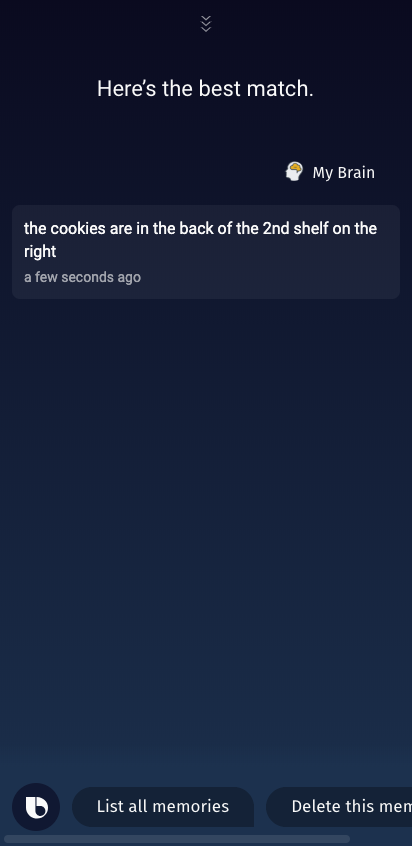 Here's the best match.
My Brain
the cookies are in the back of the 2nd shelf on the
right
a few seconds ago
List all memories
Delete this mem